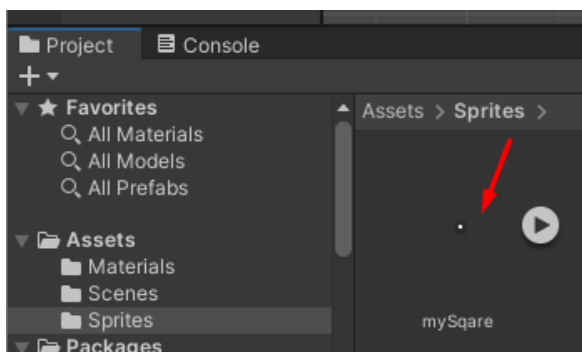 Project Console
Favorites
All Materials
All Models
All Prefabs
Assets
Materials
Scenes
Sprites
Packages
Assets > Sprites >
mySqare